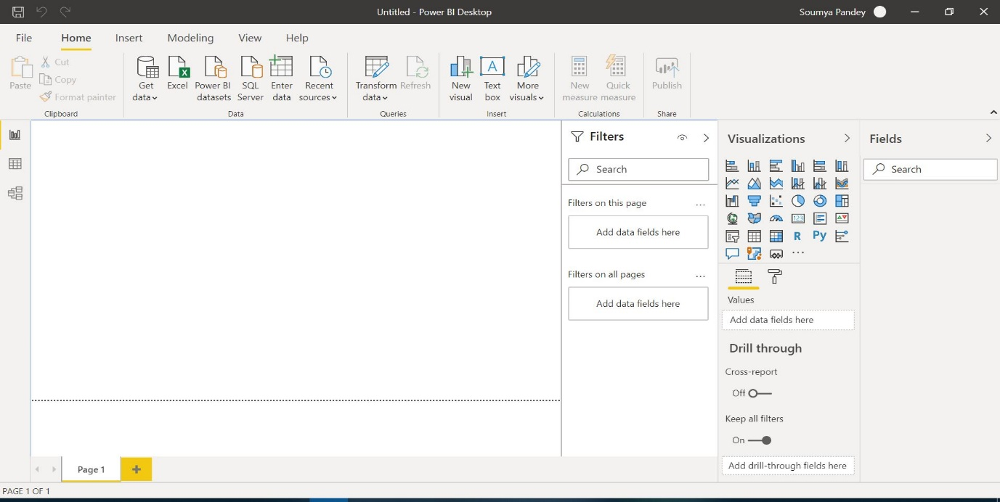 Untitled - Power BI Desktop
Soumya Pandey
File Home Insert Modeling View Help
Paste
Cut
Copy
Format painter
Clipboard
Get data
Excel
Power BI datasets
SQL Server
Enter data
Recent sources
Data
Transform data
Refresh
Queries
New visual
Text box
More visuals
Insert
New measure
Quick measure
Calculations
Publish
Share
Filters
Search
Filters on this page
...
Add data fields here
Filters on all pages
...
Add data fields here
Visualizations
123
R
Py
...
Values
Add data fields here
Drill through
Cross-report
Off
Keep all filters
On
Add drill-through fields here
Fields
Search
Page 1
+
PAGE 1 OF 1